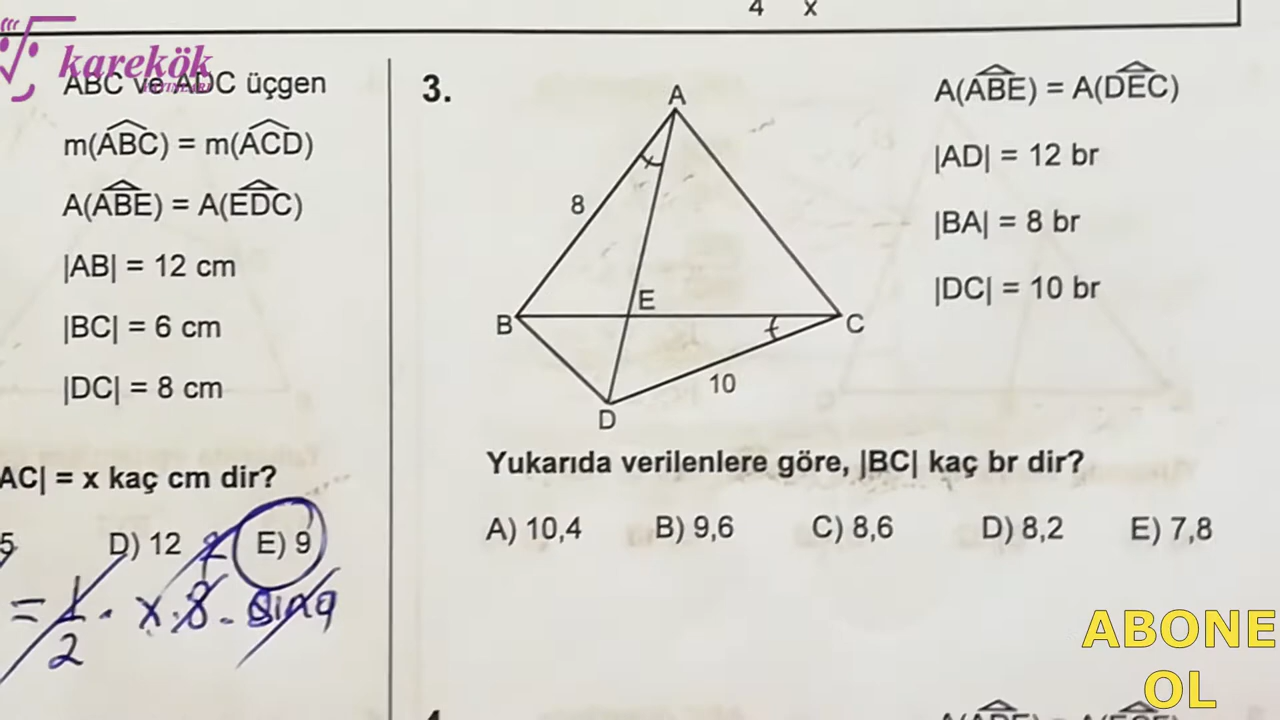 4 x
karekök
ABC ve ADC üçgen
m(ABC) = m(ACD)
A(ABE) = A(EDC)
|AB| = 12 cm
|BC| = 6 cm
|DC| = 8 cm
AC| = x kaç cm dir?
5 D) 12 E) 9
= 1/2 · x.8 . sina
3.
A
8
E
B
C
10
D
A(ABE) = A(DEC)
|AD| = 12 br
|BA| = 8 br
|DC| = 10 br
Yukarıda verilenlere göre, |BC| kaç br dir?
A) 10,4 B) 9,6 C) 8,6 D) 8,2 E) 7,8
ABONE
OL